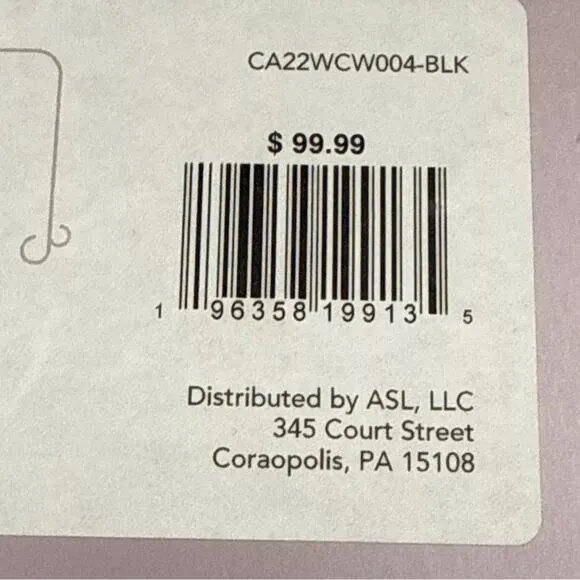 CA22WCW004-BLK
$ 99.99
1 96358 19913 5
Distributed by ASL, LLC
345 Court Street
Coraopolis, PA 15108